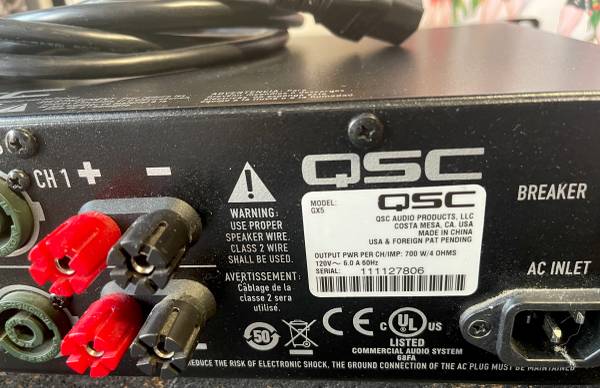 ADVERTENCIA: Para
CH 1 + −
QSC
WARNING:
USE PROPER
SPEAKER WIRE.
CLASS 2 WIRE
SHALL BE USED.
AVERTISSEMENT:
Câblage de la
classe 2 sera
utilisé.
MODEL:
GX5
QSC
QSC AUDIO PRODUCTS, LLC
COSTA MESA, CA. USA
MADE IN CHINA
USA & FOREIGN PAT PENDING
OUTPUT PWR PER CH/IMP: 700 W/4 OHMS
120V~ 6.0 A 60Hz
SERIAL: 111127806
BREAKER
AC INLET
50
CE
C UL US
LISTED
COMMERCIAL AUDIO SYSTEM
68FA
REDUCE THE RISK OF ELECTRONIC SHOCK. THE GROUND CONNECTION OF THE AC PLUG MUST BE MAINTAINED